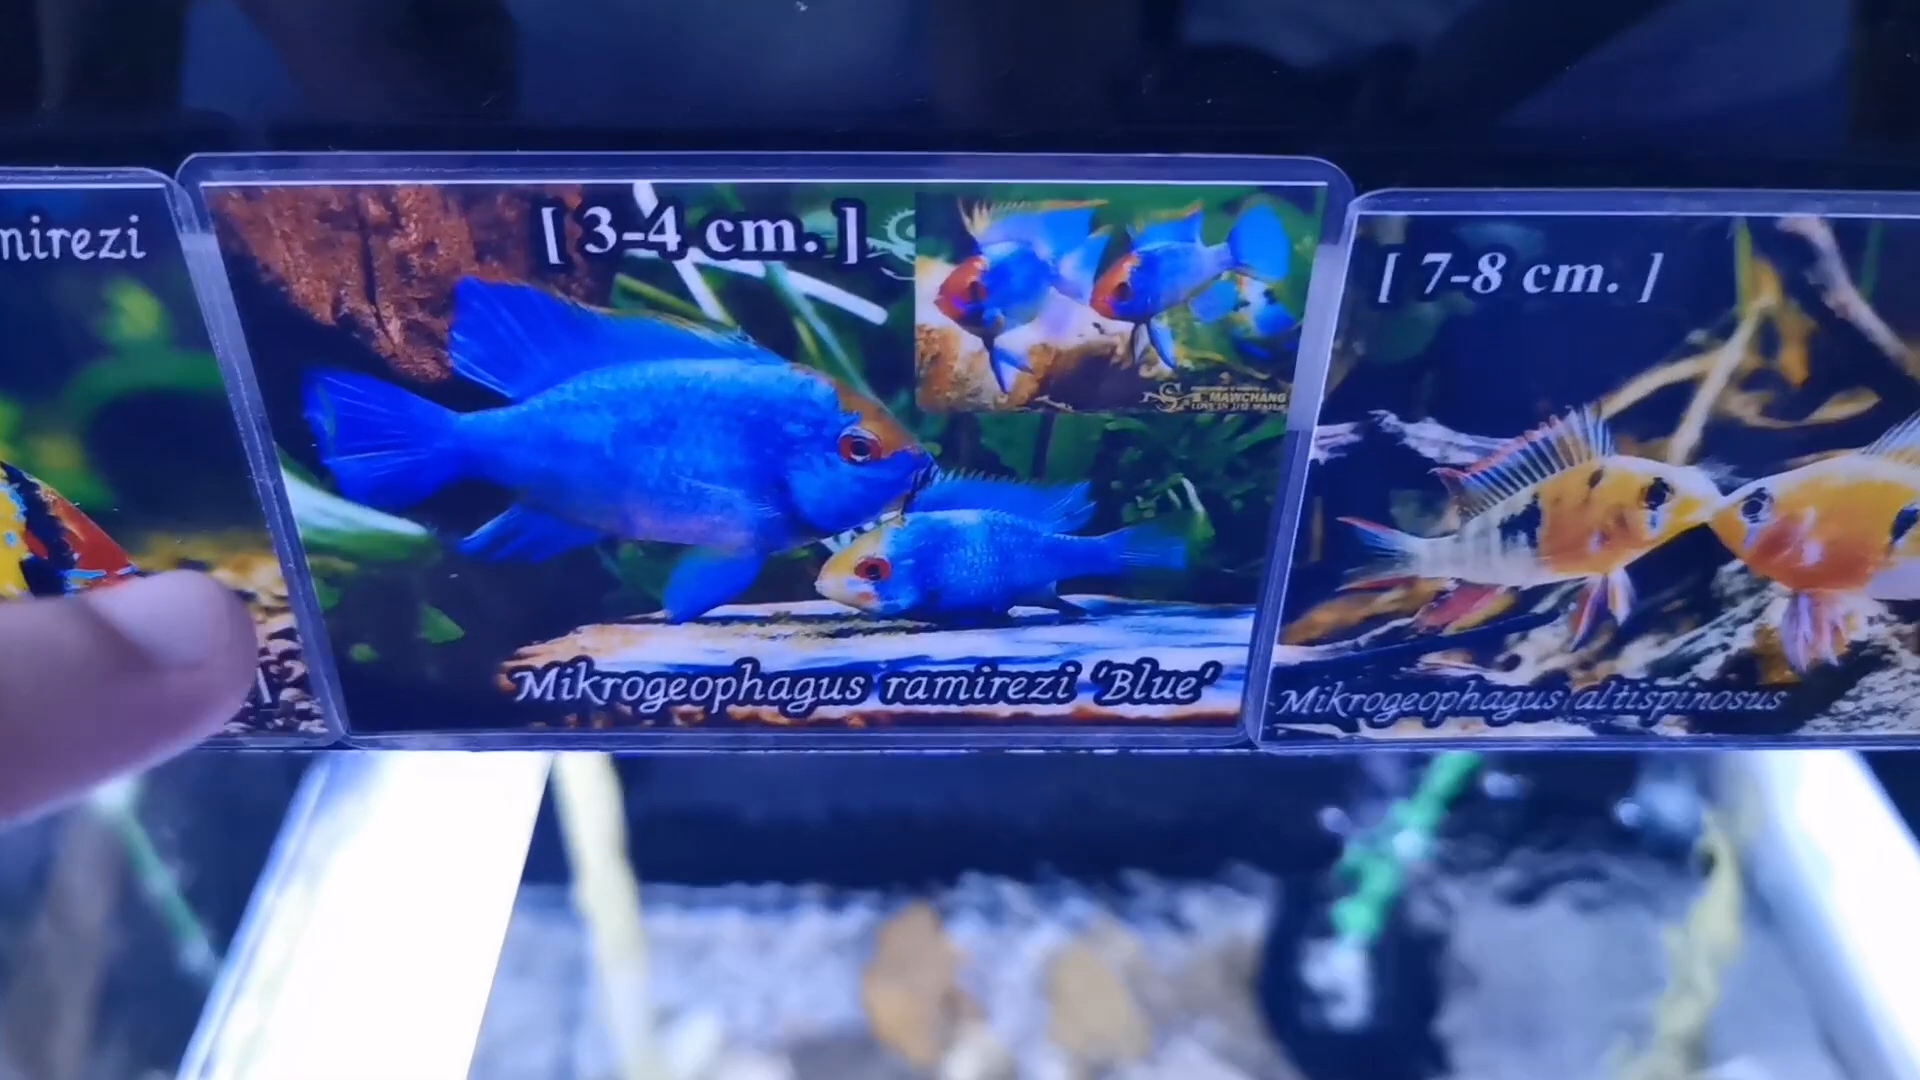 mirezi
[ 3-4 cm. ]
MAWCHANG
Mikrogeophagus ramirezi 'Blue'
[ 7-8 cm. ]
Mikrogeophagus altispinosus